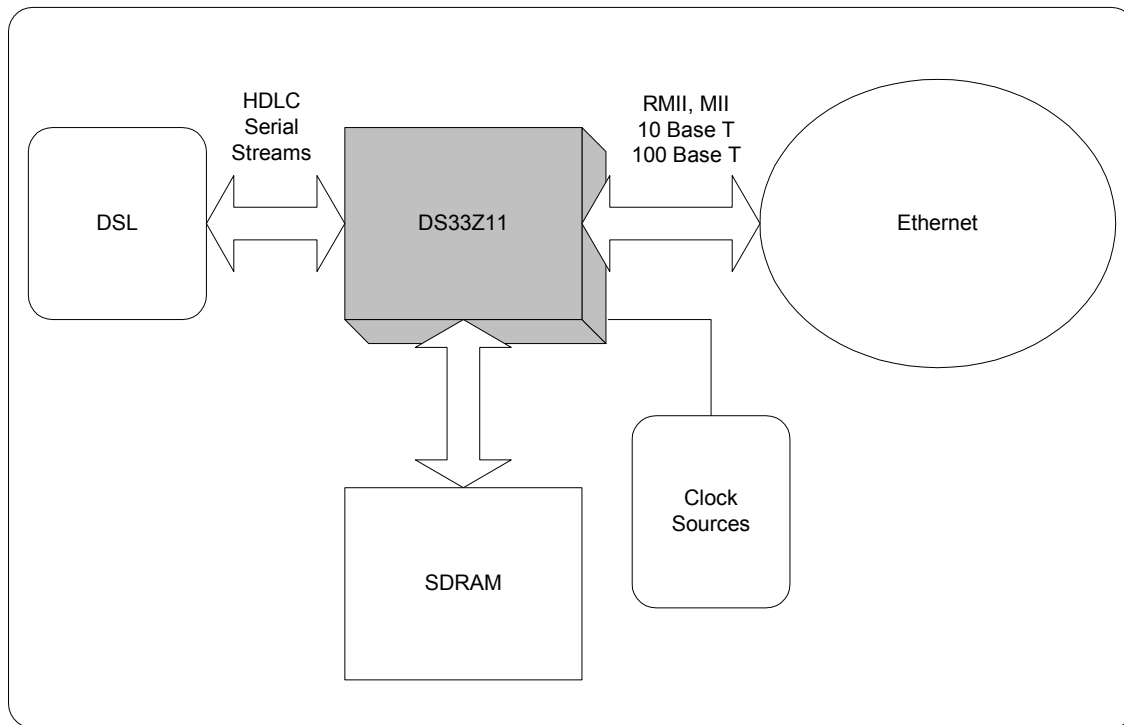 HDLC
Serial
Streams
RMII, MII
10 Base T
100 Base T
DSL
DS33Z11
Ethernet
Clock
Sources
SDRAM